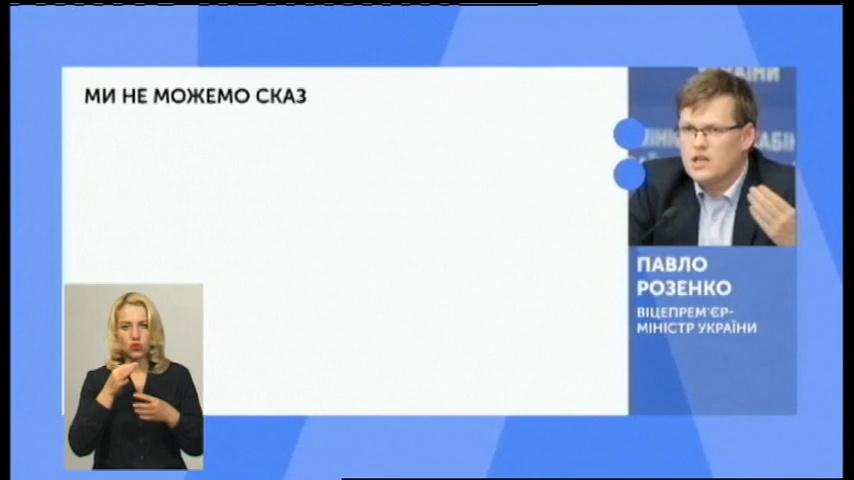 МИ НЕ МОЖЕМО СКАЗ
ПАВЛО
РОЗЕНКО
ВІЦЕПРЕМ'ЄР-
МІНІСТР УКРАЇНИ